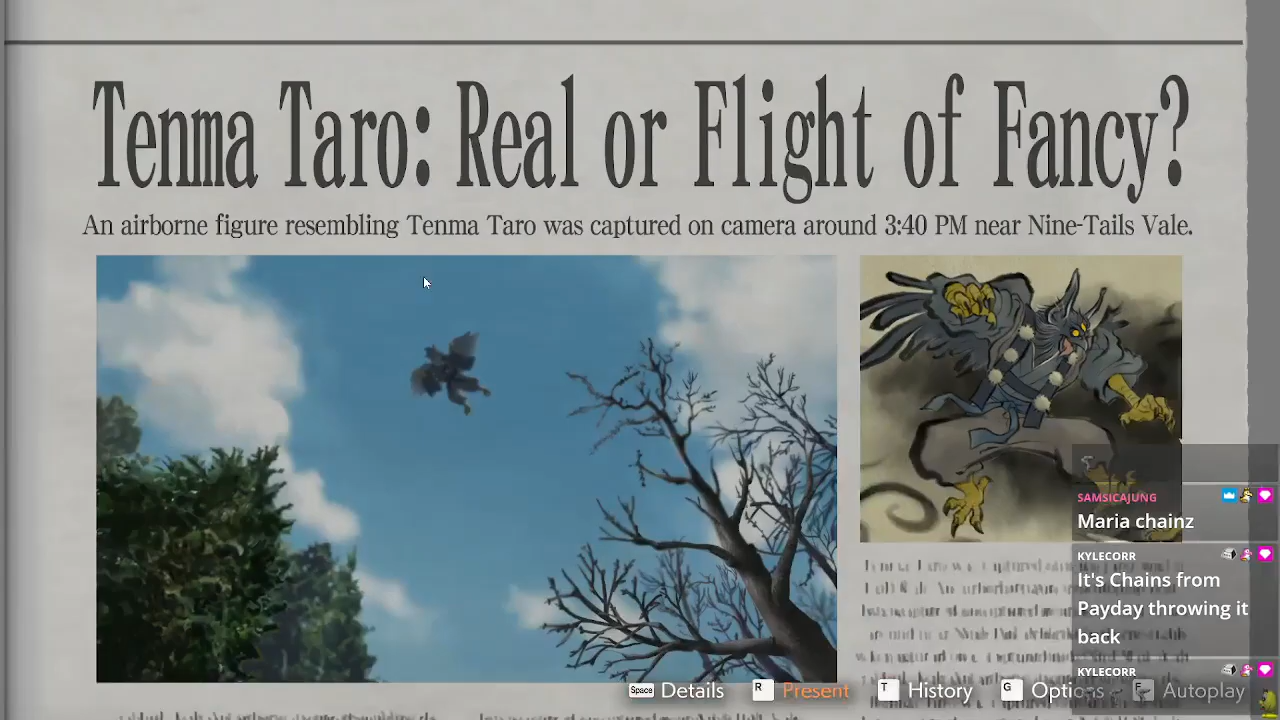 Tenma Taro: Real or Flight of Fancy?
An airborne figure resembling Tenma Taro was captured on camera around 3:40 PM near Nine-Tails Vale.
SAMSICAJUNG
Maria chainz
KYLECORR
It's Chains from
Payday throwing it
back
KYLECORR
Space Details R Present T History G Options F Autoplay